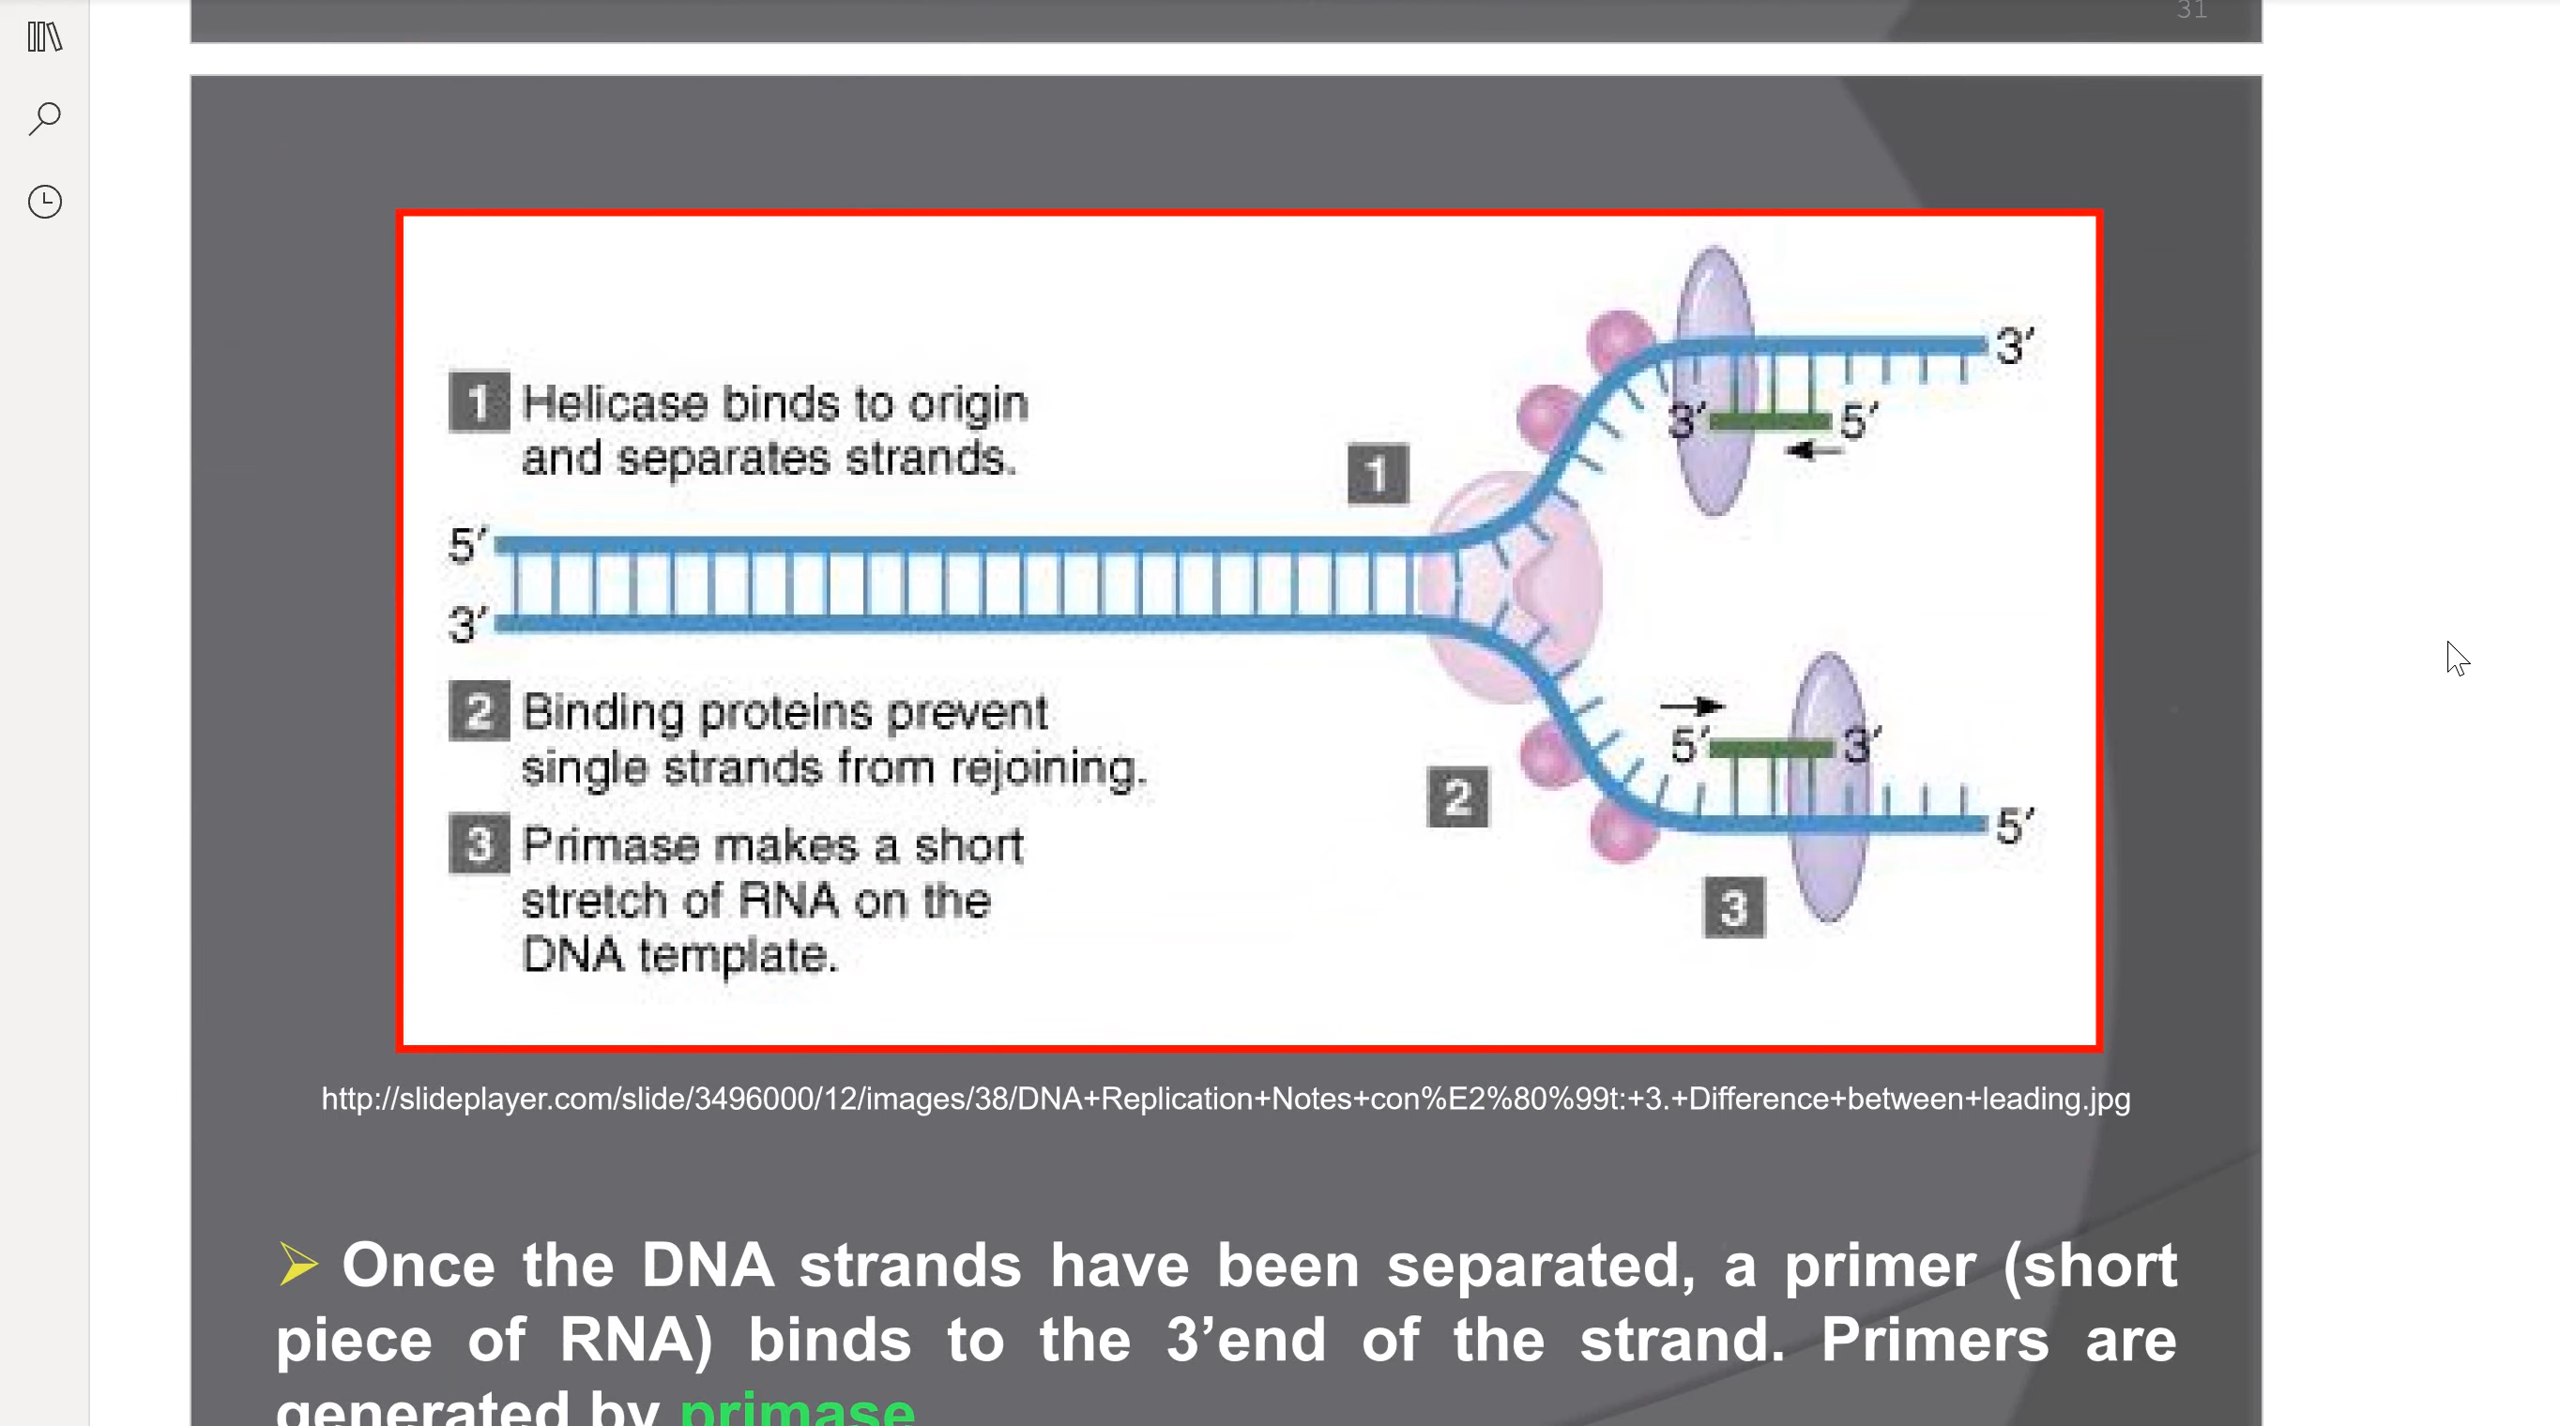 31
3′
3′ 5′
1 Helicase binds to origin
and separates strands.
1
5′
3′
2 Binding proteins prevent
single strands from rejoining.
5′ 3′
2
5′
3 Primase makes a short
stretch of RNA on the
DNA template.
3
http://slideplayer.com/slide/3496000/12/images/38/DNA+Replication+Notes+con%E2%80%99t:+3.+Difference+between+leading.jpg
➢ Once the DNA strands have been separated, a primer (short
piece of RNA) binds to the 3’end of the strand. Primers are
generated by primase